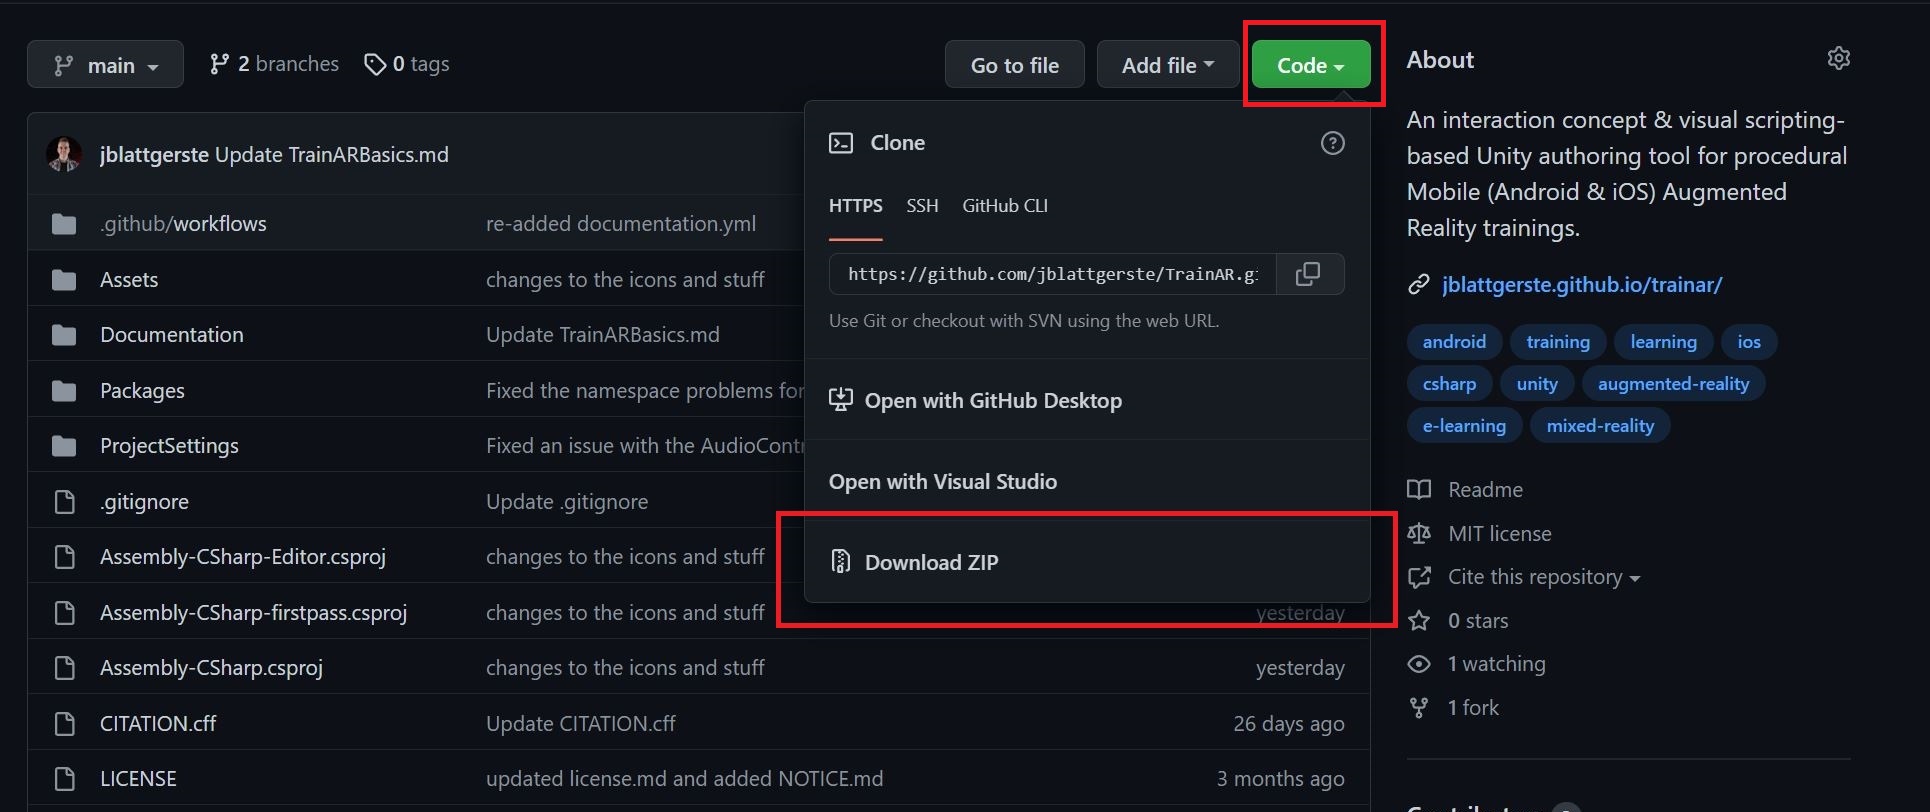 main
2 branches
0 tags
Go to file
Add file
Code
jblattgerste Update TrainARBasics.md
.github/workflows re-added documentation.yml
Assets changes to the icons and stuff
Documentation Update TrainARBasics.md
Packages Fixed the namespace problems for
ProjectSettings Fixed an issue with the AudioContr
.gitignore Update .gitignore
Assembly-CSharp-Editor.csproj changes to the icons and stuff
Assembly-CSharp-firstpass.csproj changes to the icons and stuff yesterday
Assembly-CSharp.csproj changes to the icons and stuff yesterday
CITATION.cff Update CITATION.cff 26 days ago
LICENSE updated license.md and added NOTICE.md 3 months ago
Clone
HTTPS SSH GitHub CLI
https://github.com/jblattgerste/TrainAR.g
Use Git or checkout with SVN using the web URL.
Open with GitHub Desktop
Open with Visual Studio
Download ZIP
About
An interaction concept & visual scripting-
based Unity authoring tool for procedural
Mobile (Android & iOS) Augmented
Reality trainings.
jblattgerste.github.io/trainar/
android training learning ios
csharp unity augmented-reality
e-learning mixed-reality
Readme
MIT license
Cite this repository
0 stars
1 watching
1 fork